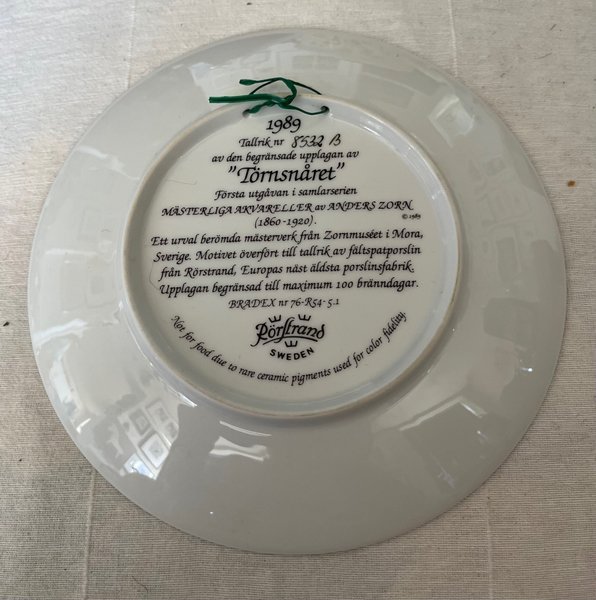 1989
Tallrik nr 8532 B
av den begränsade upplagan av
"Törnsnåret"
Första utgåvan i samlarserien
MÄSTERLIGA AKVARELLER av ANDERS ZORN
(1860-1920).
© 1989
Ett urval berömda mästerverk från Zornmuséet i Mora,
Sverige. Motivet överfört till tallrik av fältspatporslin
från Rörstrand, Europas näst äldsta porslinsfabrik.
Upplagan begränsad till maximum 100 bränndagar.
BRADEX nr 76-R54-5.1
Rörstrand
SWEDEN
Not for food due to rare ceramic pigments used for color fidelity.